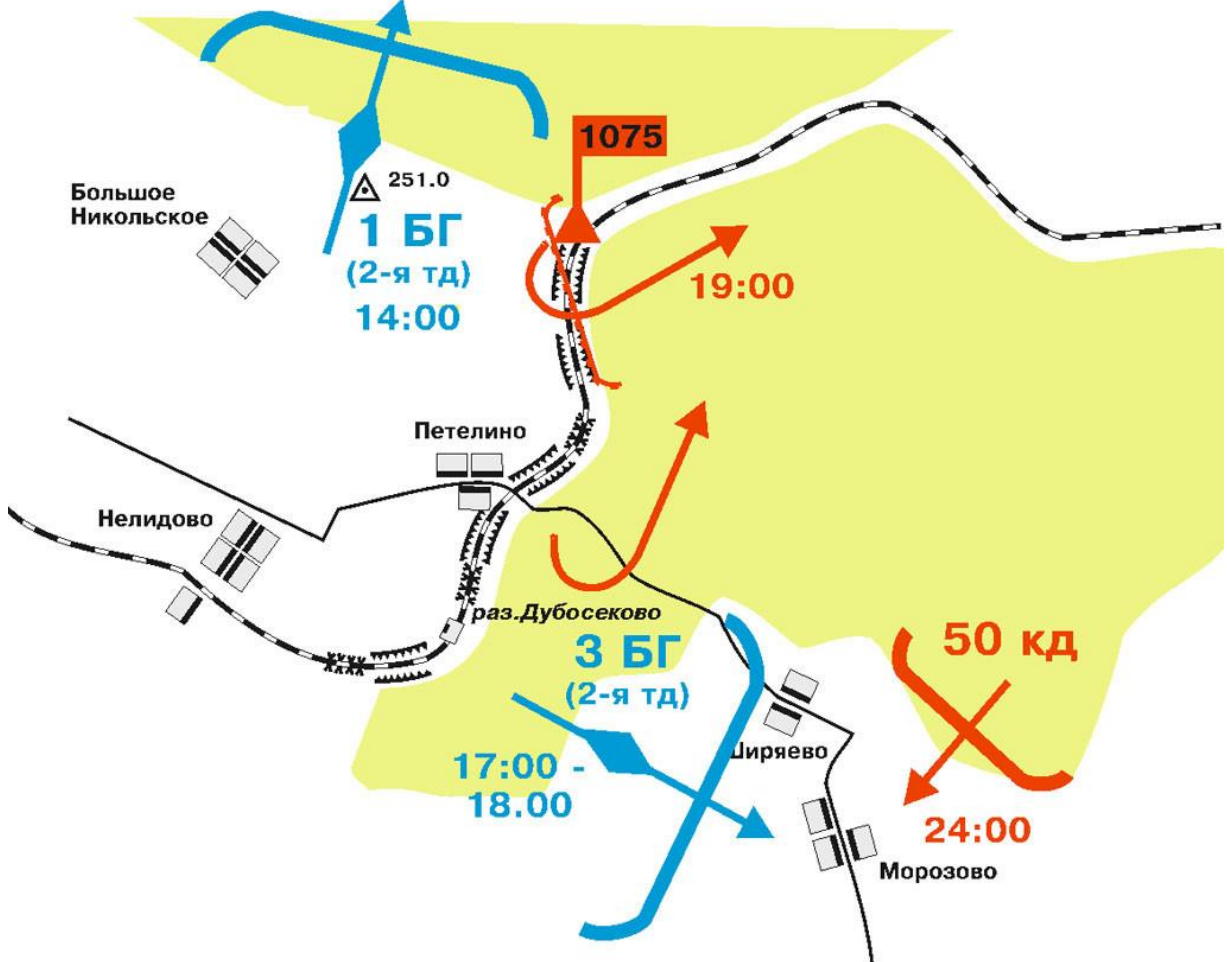 1075
251.0
Большое
Никольское
1 БГ
(2-я тд)
14:00
19:00
Петелино
Нелидово
раз.Дубосеково
3 БГ
(2-я тд)
50 кд
17:00 -
18.00
Ширяево
24:00
Морозово